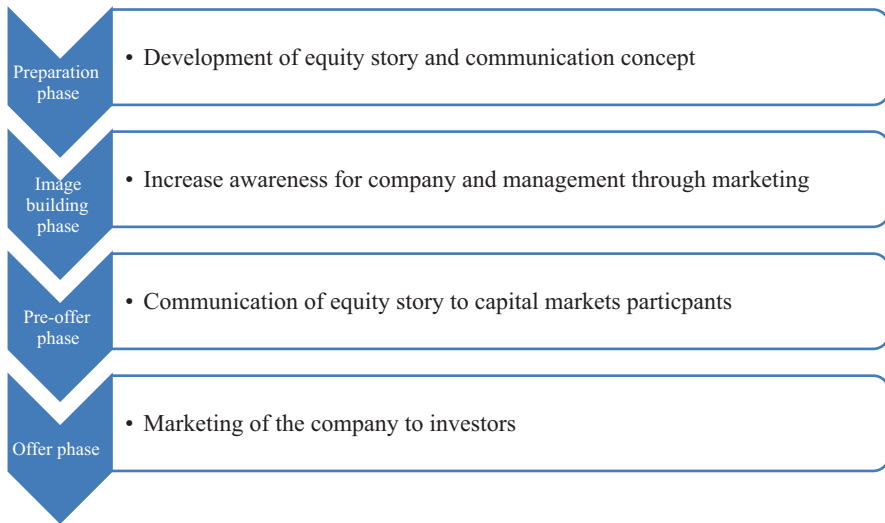 Preparation
phase
• Development of equity story and communication concept
Image
building
phase
• Increase awareness for company and management through marketing
Pre-offer
phase
• Communication of equity story to capital markets particpants
Offer phase
• Marketing of the company to investors